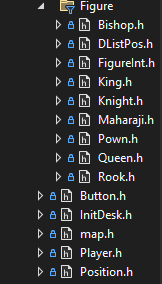 Figure
Bishop.h
DListPos.h
FigureInt.h
King.h
Knight.h
Maharaji.h
Pown.h
Queen.h
Rook.h
Button.h
InitDesk.h
map.h
Player.h
Position.h